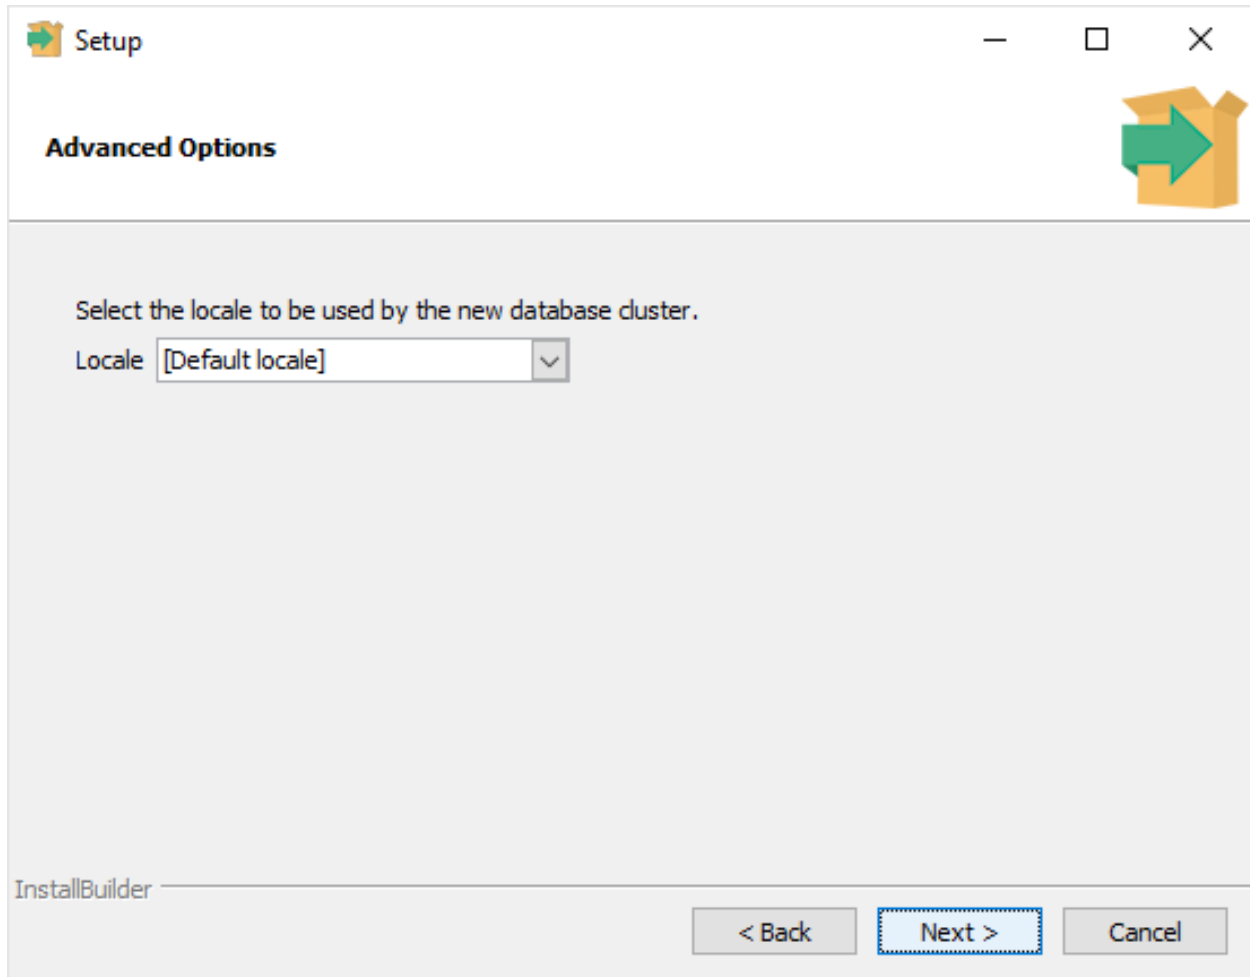 Setup
Advanced Options
Select the locale to be used by the new database cluster.
Locale [Default locale]
InstallBuilder
< Back Next > Cancel